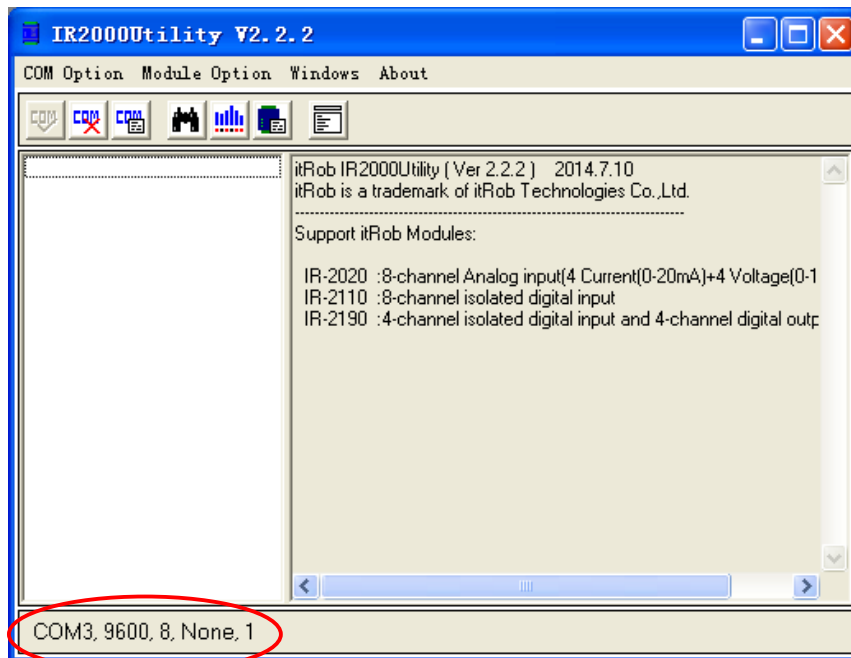 IR2000Utility V2.2.2
COM Option Module Option Windows About
COM COM COM
itRob IR2000Utility ( Ver 2.2.2 ) 2014.7.10
itRob is a trademark of itRob Technologies Co.,Ltd.
--------------------------------------------------------------------------------
Support itRob Modules:
IR-2020 :8-channel Analog input(4 Current(0-20mA)+4 Voltage(0-1
IR-2110 :8-channel isolated digital input
IR-2190 :4-channel isolated digital input and 4-channel digital outp
COM3, 9600, 8, None, 1